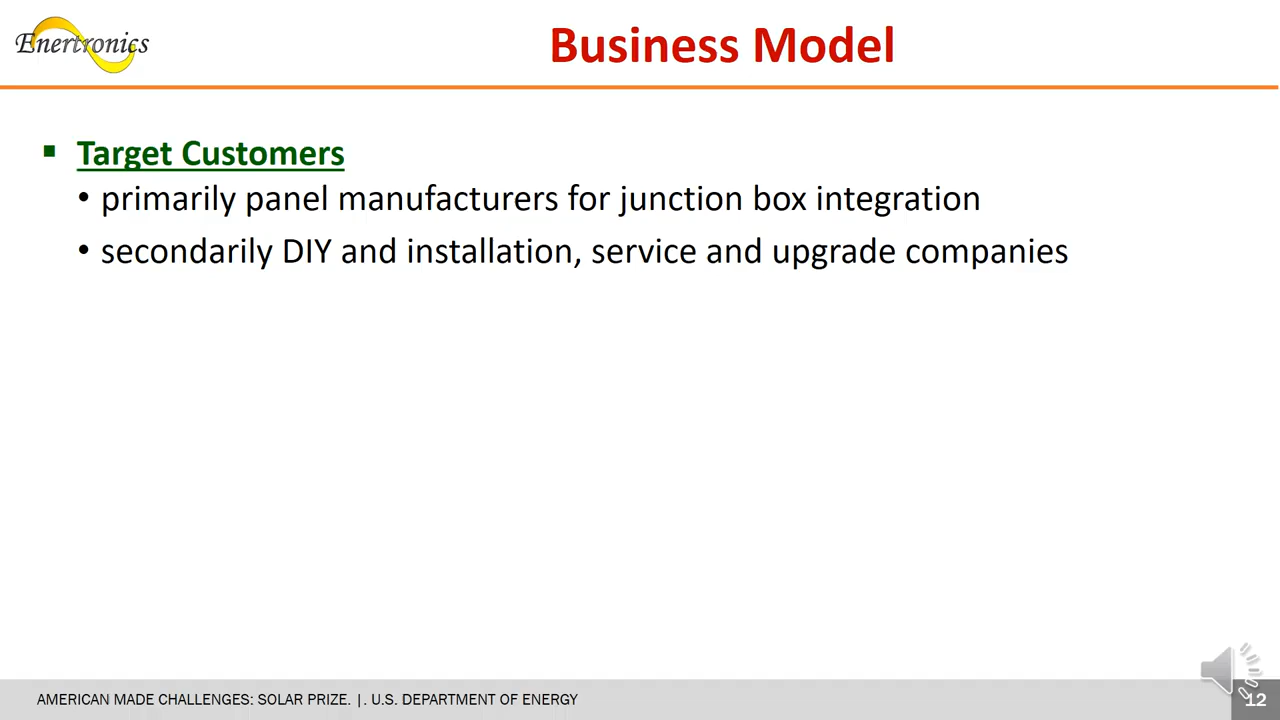 Enertronics
Business Model
Target Customers
primarily panel manufacturers for junction box integration
secondarily DIY and installation, service and upgrade companies
AMERICAN MADE CHALLENGES: SOLAR PRIZE. |. U.S. DEPARTMENT OF ENERGY
12